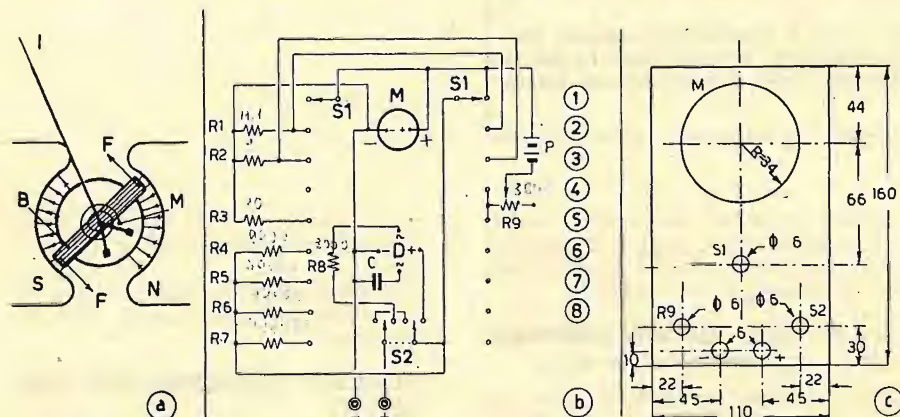 I
F
B
M
S
F
N
a
S1
M
S1
- +
R1
R2
R3
R4
R5
R6
R7
R8
C
~
- D +
~
S2
P
R9
1
2
3
4
5
6
7
8
b
M
R=34
44
66
160
S1
ϕ 6
R9
ϕ 6
ϕ 6
S2
6
- +
10
30
22
22
45
45
110
c